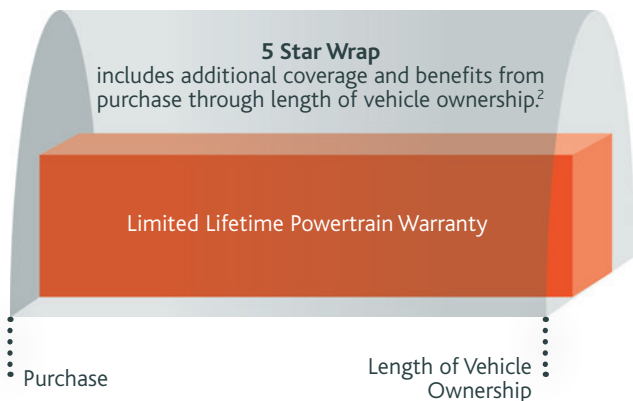 5 Star Wrap
includes additional coverage and benefits from
purchase through length of vehicle ownership.²
Limited Lifetime Powertrain Warranty
Purchase
Length of Vehicle
Ownership